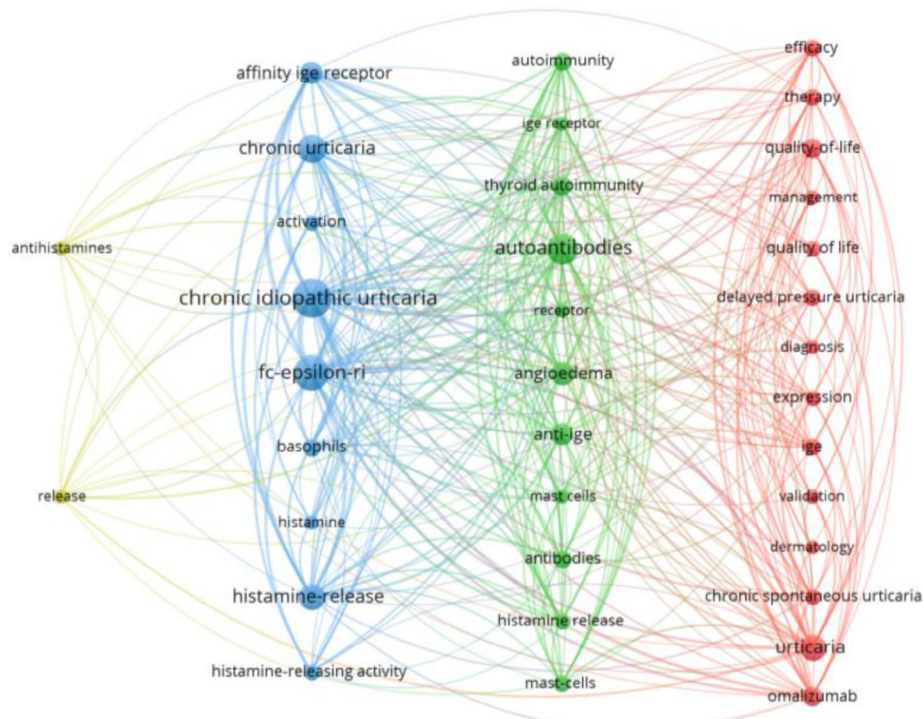 antihistamines
release
affinity ige receptor
chronic urticaria
activation
chronic idiopathic urticaria
fc-epsilon-ri
basophils
histamine
histamine-release
histamine-releasing activity
autoimmunity
ige receptor
thyroid autoimmunity
autoantibodies
receptor
angioedema
anti-ige
mast cells
antibodies
histamine release
mast-cells
efficacy
therapy
quality-of-life
management
quality of life
delayed pressure urticaria
diagnosis
expression
ige
validation
dermatology
chronic spontaneous urticaria
urticaria
omalizumab